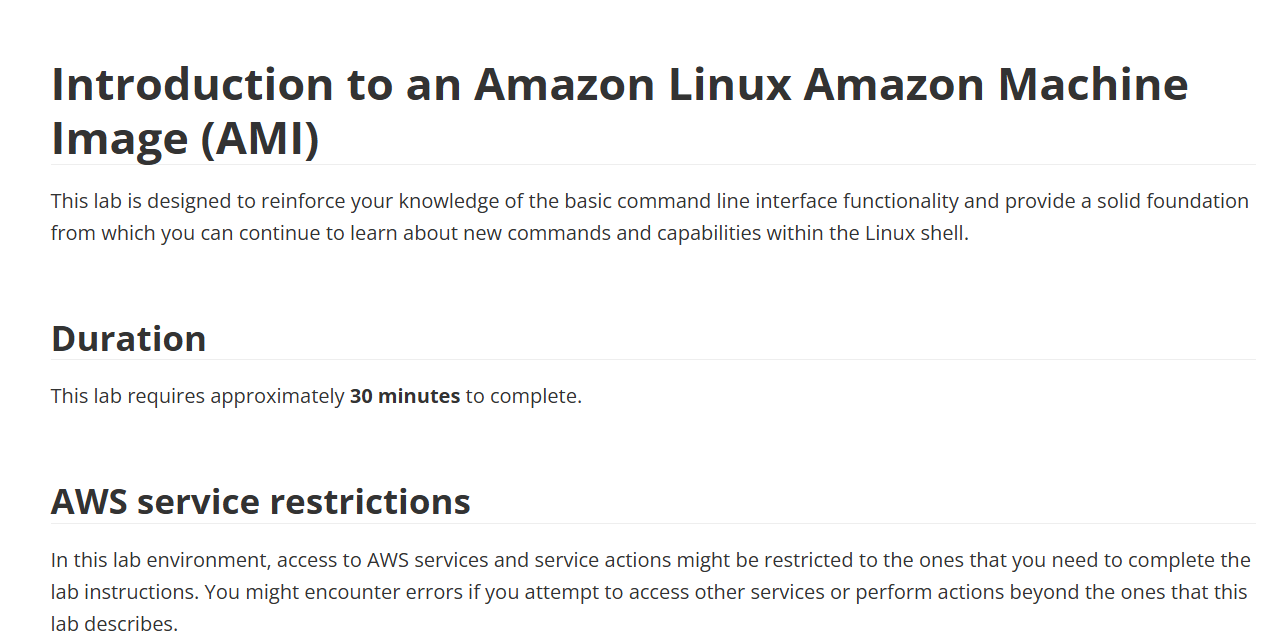 Introduction to an Amazon Linux Amazon Machine
Image (AMI)
This lab is designed to reinforce your knowledge of the basic command line interface functionality and provide a solid foundation
from which you can continue to learn about new commands and capabilities within the Linux shell.
Duration
This lab requires approximately 30 minutes to complete.
AWS service restrictions
In this lab environment, access to AWS services and service actions might be restricted to the ones that you need to complete the
lab instructions. You might encounter errors if you attempt to access other services or perform actions beyond the ones that this
lab describes.